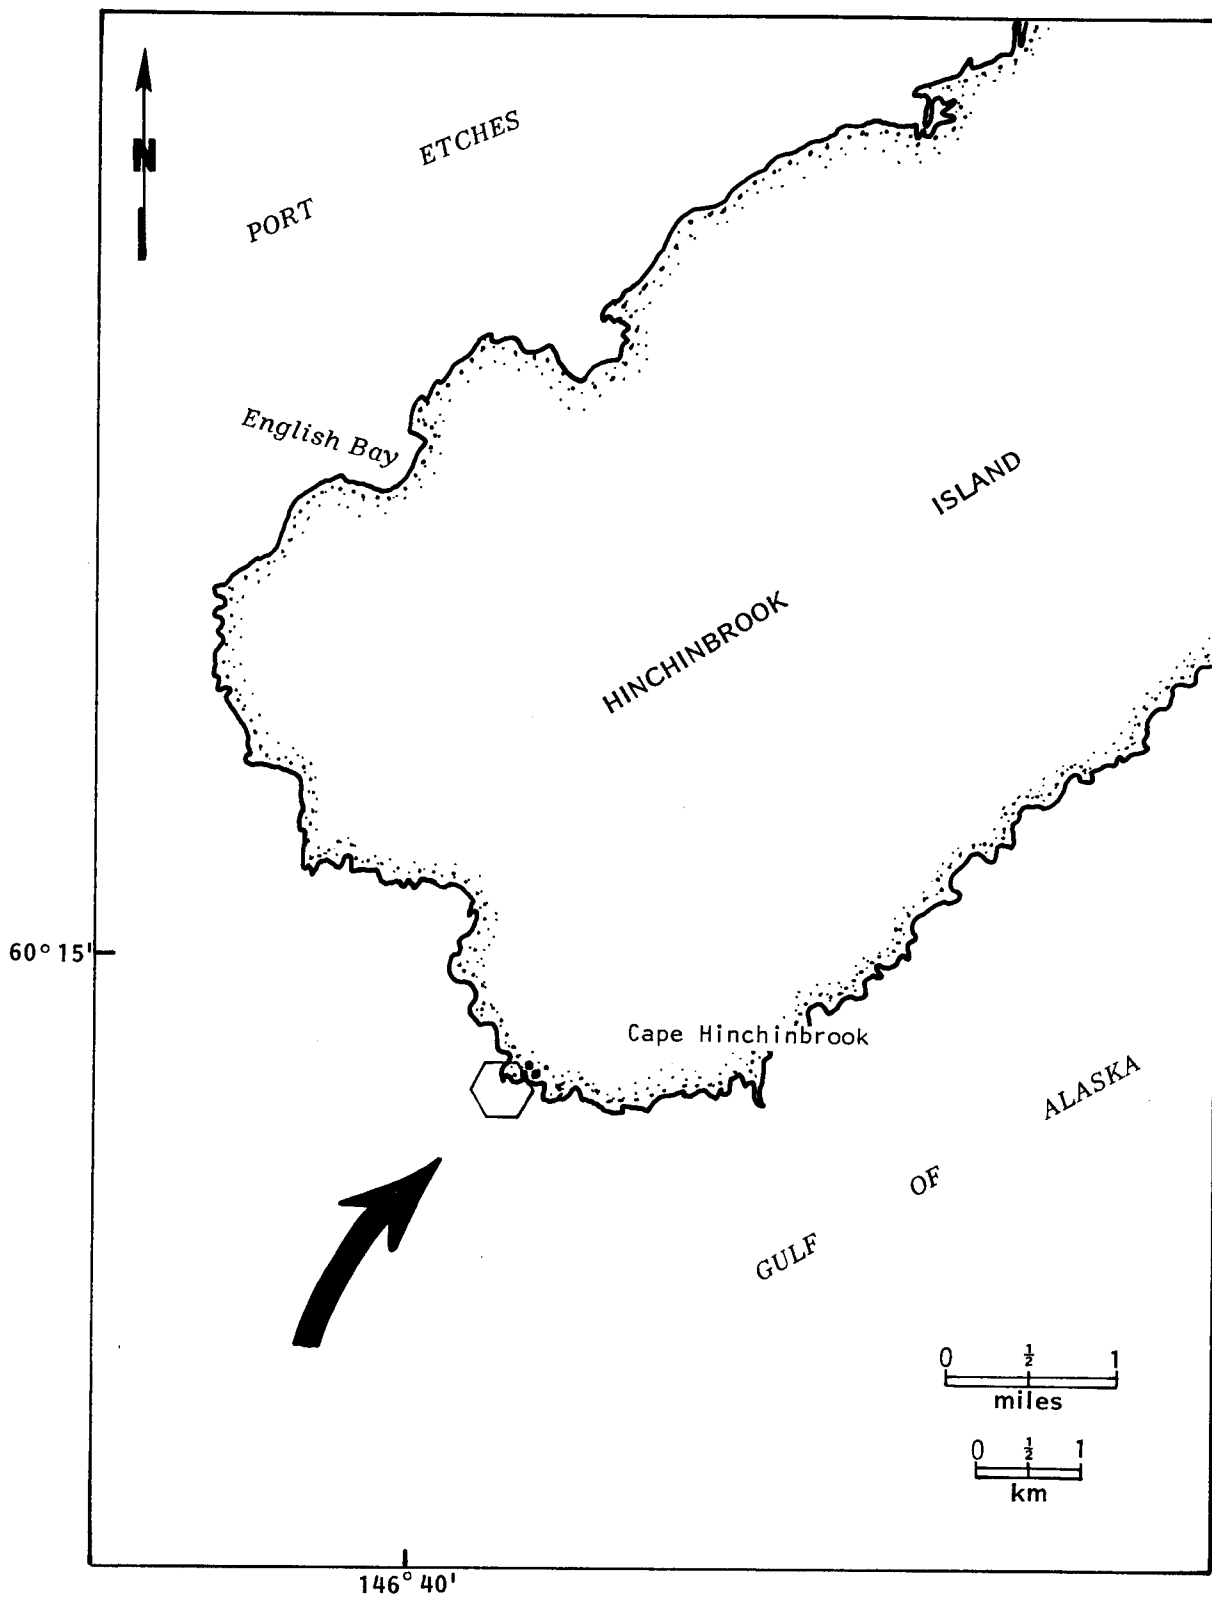 N
PORT
ETCHES
English Bay
ISLAND
HINCHINBROOK
60° 15'
Cape Hinchinbrook
GULF
OF
ALASKA
0 ½ 1
miles
0 ½ 1
km
146° 40'